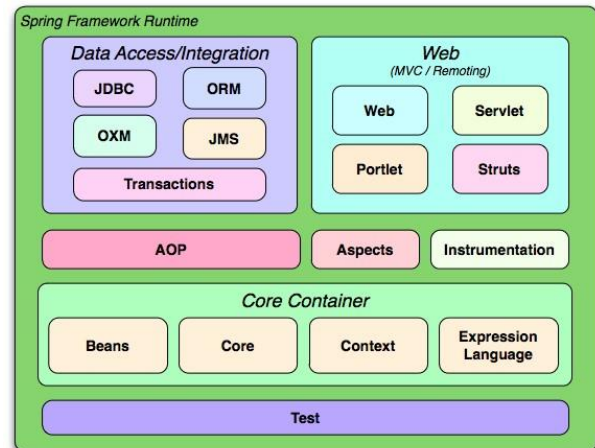 Spring Framework Runtime
Data Access/Integration
JDBC
ORM
OXM
JMS
Transactions
Web
(MVC / Remoting)
Web
Servlet
Portlet
Struts
AOP
Aspects
Instrumentation
Core Container
Beans
Core
Context
Expression
Language
Test